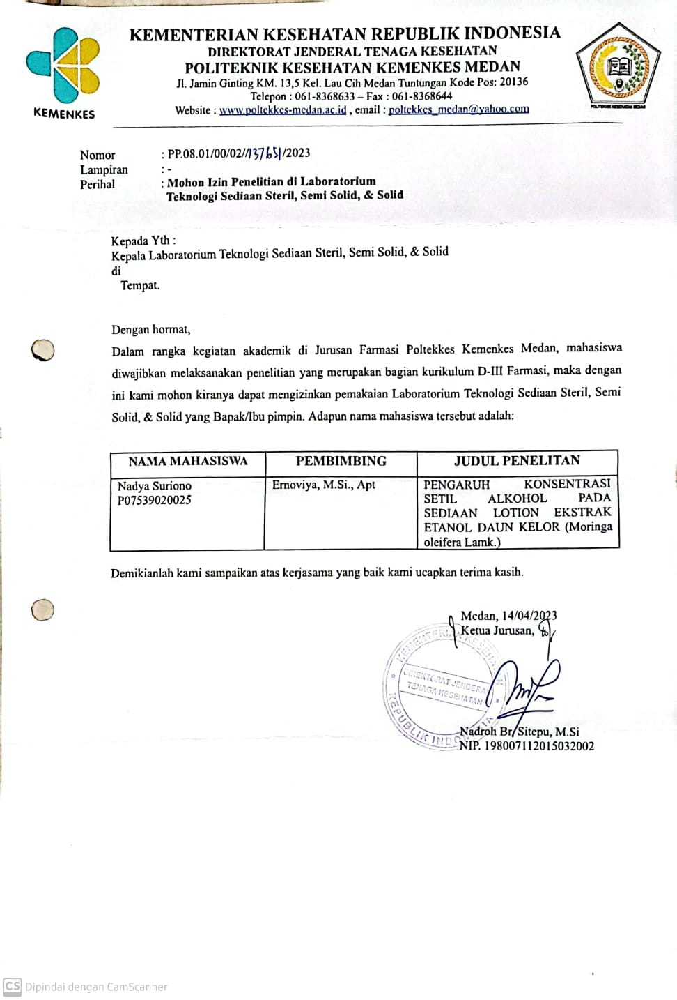 KEMENTERIAN KESEHATAN REPUBLIK INDONESIA
DIREKTORAT JENDERAL TENAGA KESEHATAN
POLITEKNIK KESEHATAN KEMENKES MEDAN
Jl. Jamin Ginting KM. 13,5 Kel. Lau Cih Medan Tuntungan Kode Pos: 20136
Telepon : 061-8368633 – Fax : 061-8368644
Website : www.poltekkes-medan.ac.id , email : poltekkes_medan@yahoo.com
KEMENKES
POLITEKNIK KESEHATAN MEDAN
Nomor : PP.08.01/00/02//13765/2023
Lampiran : -
Perihal : Mohon Izin Penelitian di Laboratorium
Teknologi Sediaan Steril, Semi Solid, & Solid
Kepada Yth :
Kepala Laboratorium Teknologi Sediaan Steril, Semi Solid, & Solid
di
Tempat.
Dengan hormat,
Dalam rangka kegiatan akademik di Jurusan Farmasi Poltekkes Kemenkes Medan, mahasiswa
diwajibkan melaksanakan penelitian yang merupakan bagian kurikulum D-III Farmasi, maka dengan
ini kami mohon kiranya dapat mengizinkan pemakaian Laboratorium Teknologi Sediaan Steril, Semi
Solid, & Solid yang Bapak/Ibu pimpin. Adapun nama mahasiswa tersebut adalah:
NAMA MAHASISWA PEMBIMBING JUDUL PENELITAN
Nadya Suriono Ernoviya, M.Si., Apt PENGARUH KONSENTRASI
P07539020025 SETIL ALKOHOL PADA
SEDIAAN LOTION EKSTRAK
ETANOL DAUN KELOR (Moringa
oleifera Lamk.)
Demikianlah kami sampaikan atas kerjasama yang baik kami ucapkan terima kasih.
Medan, 14/04/2023
Ketua Jurusan,
KEMENTERIAN KESEHATAN
DIREKTORAT JENDERAL
TENAGA KESEHATAN
REPUBLIK INDONESIA
Nadroh Br Sitepu, M.Si
NIP. 198007112015032002
CS Dipindai dengan CamScanner